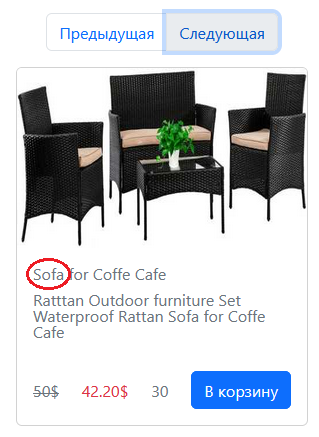 Предыдущая Следующая
Sofa for Coffe Cafe
Ratttan Outdoor furniture Set
Waterproof Rattan Sofa for Coffe
Cafe
50$ 42.20$ 30 В корзину